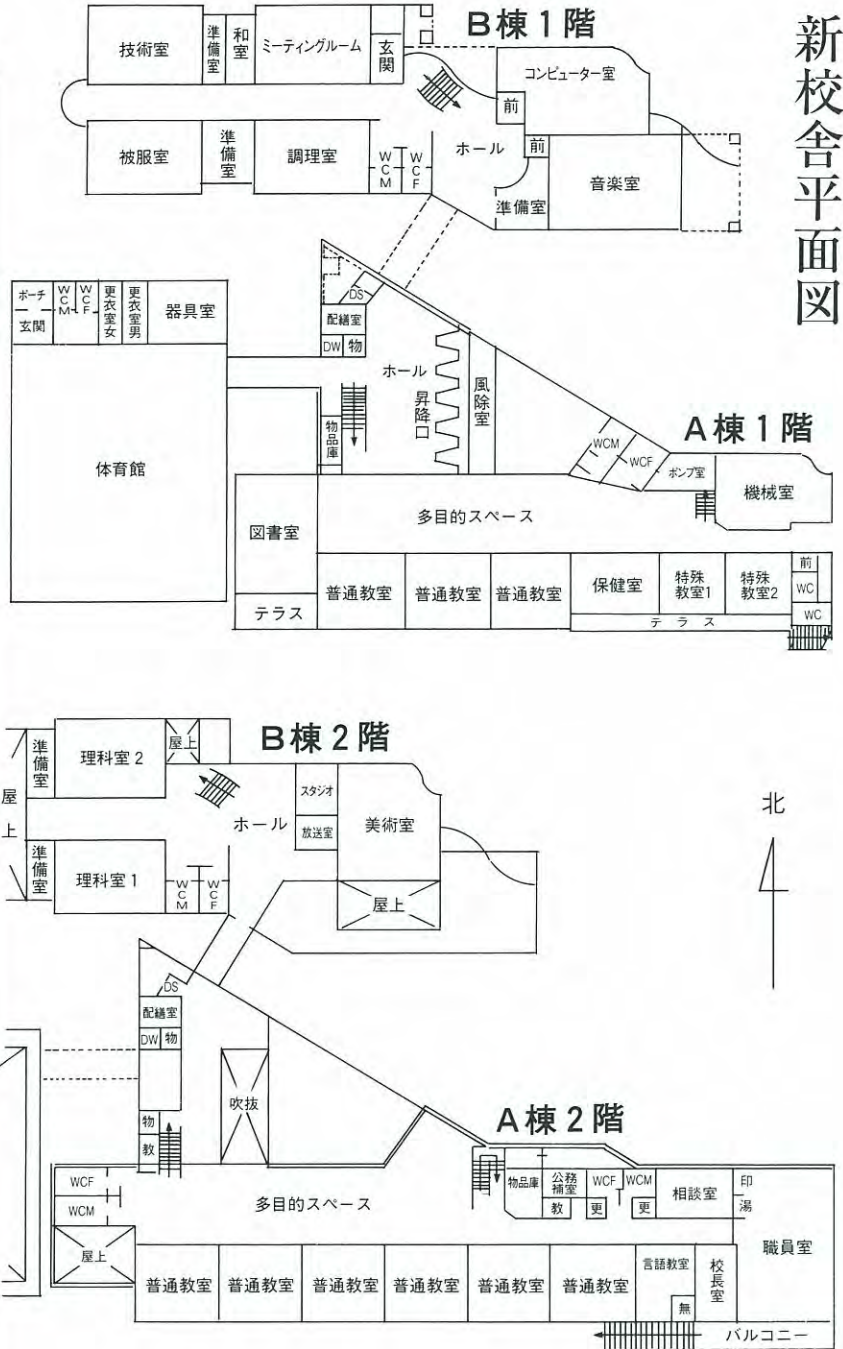 新校舎平面図
B棟1階
技術室
準備室
和室
ミーティングルーム
玄関
コンピューター室
前
ホール
前
被服室
準備室
調理室
WCM
WCF
準備室
音楽室
ポーチ
玄関
WCM
WCF
更衣室女
更衣室男
器具室
DS
配繕室
DW
物
ホール
昇降口
風除室
物品庫
体育館
A棟1階
WCM
WCF
ポンプ室
機械室
図書室
多目的スペース
テラス
普通教室
普通教室
普通教室
保健室
特殊教室1
特殊教室2
前
WC
WC
テラス
B棟2階
屋上
準備室
理科室2
屋上
ホール
スタジオ
放送室
美術室
準備室
理科室1
WCM
WCF
屋上
北
DS
配繕室
DW
物
吹抜
物
教
A棟2階
WCF
WCM
屋上
多目的スペース
物品庫
公務補室
教
WCF
更
WCM
更
相談室
印
湯
職員室
普通教室
普通教室
普通教室
普通教室
普通教室
普通教室
言語教室
無
校長室
バルコニー